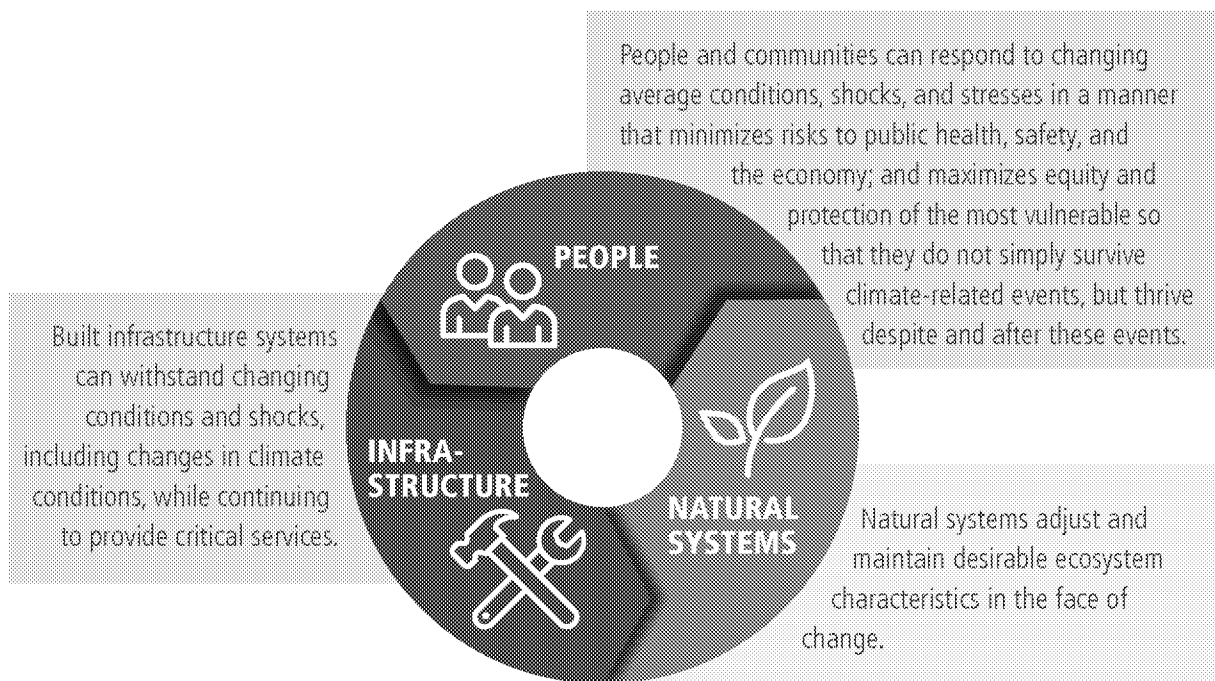 People and communities can respond to changing
average conditions, shocks, and stresses in a manner
that minimizes risks to public health, safety, and
the economy; and maximizes equity and
protection of the most vulnerable so
that they do not simply survive
climate-related events, but thrive
despite and after these events.
PEOPLE
Built infrastructure systems
can withstand changing
conditions and shocks,
including changes in climate
conditions, while continuing
to provide critical services.
INFRA-
STRUCTURE
NATURAL
SYSTEMS
Natural systems adjust and
maintain desirable ecosystem
characteristics in the face of
change.